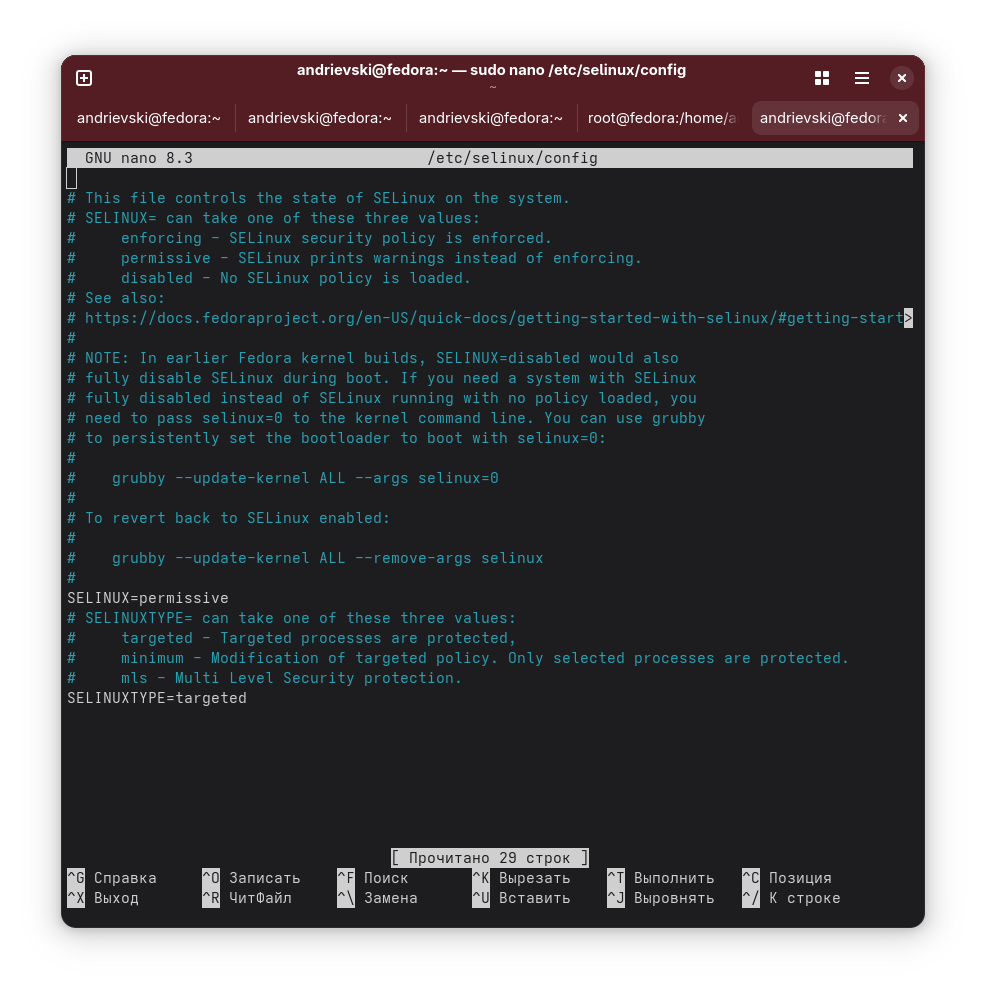 andrievski@fedora:~ — sudo nano /etc/selinux/config
~
andrievski@fedora:~ andrievski@fedora:~ andrievski@fedora:~ root@fedora:/home/a andrievski@fedora
GNU nano 8.3 /etc/selinux/config
# This file controls the state of SELinux on the system.
# SELINUX= can take one of these three values:
#     enforcing - SELinux security policy is enforced.
#     permissive - SELinux prints warnings instead of enforcing.
#     disabled - No SELinux policy is loaded.
# See also:
# https://docs.fedoraproject.org/en-US/quick-docs/getting-started-with-selinux/#getting-start>
#
# NOTE: In earlier Fedora kernel builds, SELINUX=disabled would also
# fully disable SELinux during boot. If you need a system with SELinux
# fully disabled instead of SELinux running with no policy loaded, you
# need to pass selinux=0 to the kernel command line. You can use grubby
# to persistently set the bootloader to boot with selinux=0:
#
#    grubby --update-kernel ALL --args selinux=0
#
# To revert back to SELinux enabled:
#
#    grubby --update-kernel ALL --remove-args selinux
#
SELINUX=permissive
# SELINUXTYPE= can take one of these three values:
#     targeted - Targeted processes are protected,
#     minimum - Modification of targeted policy. Only selected processes are protected.
#     mls - Multi Level Security protection.
SELINUXTYPE=targeted
[ Прочитано 29 строк ]
^G Справка ^O Записать ^F Поиск ^K Вырезать ^T Выполнить ^C Позиция
^X Выход ^R ЧитФайл ^\ Замена ^U Вставить ^J Выровнять ^/ К строке